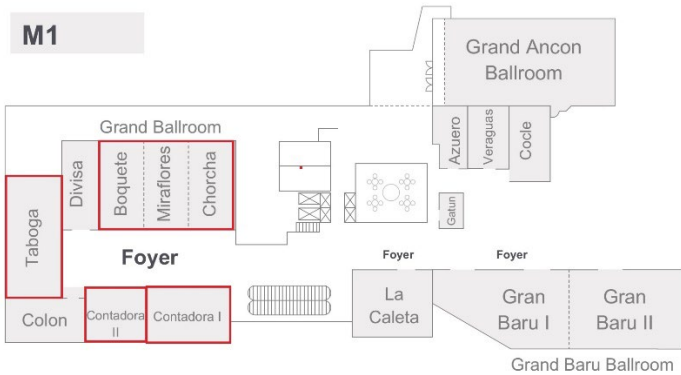 M1
Grand Ancon
Ballroom
Grand Ballroom
Azuero
Veraguas
Cocle
Divisa
Boquete
Miraflores
Chorcha
Taboga
Gatun
Foyer
Foyer
Foyer
Colon
Contadora
II
Contadora I
La
Caleta
Gran
Baru I
Gran
Baru II
Grand Baru Ballroom